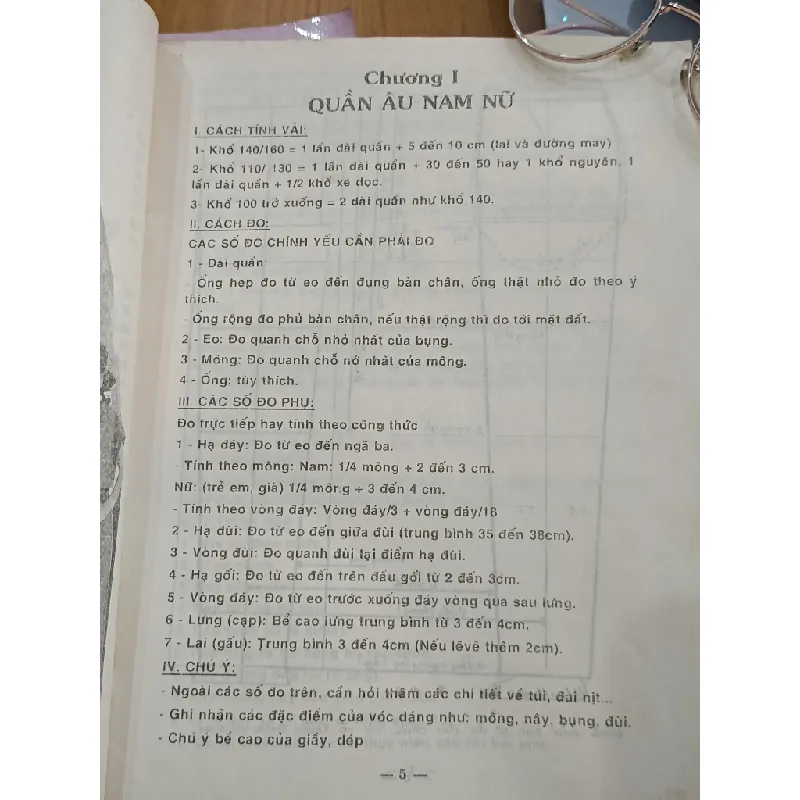 Chương I
QUẦN ÂU NAM NỮ
I. CÁCH TÍNH VẢI:
1- Khổ 140/160 = 1 lần dài quần + 5 đến 10 cm (lai và đường may)
2- Khổ 110/ 130 = 1 lần dài quần + 30 đến 50 hay 1 khổ nguyên, 1
lần dài quần + 1/2 khổ xé dọc.
3- Khổ 100 trở xuống = 2 dài quần như khổ 140.
II. CÁCH ĐO:
CÁC SỐ ĐO CHÍNH YẾU CẦN PHẢI ĐO
1 - Dài quần:
- Ống hẹp đo từ eo đến đụng bàn chân, ống thật nhỏ đo theo ý
thích.
- Ống rộng đo phủ bàn chân, nếu thật rộng thì đo tới mặt đất.
2 - Eo: Đo quanh chỗ nhỏ nhất của bụng.
3 - Mông: Đo quanh chỗ nở nhất của mông.
4 - Ống: tùy thích.
III. CÁC SỐ ĐO PHỤ:
Đo trực tiếp hay tính theo công thức
1 - Hạ đáy: Đo từ eo đến ngã ba.
- Tính theo mông: Nam: 1/4 mông + 2 đến 3 cm.
Nữ: (trẻ em, già) 1/4 mông + 3 đến 4 cm.
- Tính theo vòng đáy: Vòng đáy/3 + vòng đáy/18
2 - Hạ đùi: Đo từ eo đến giữa đùi (trung bình 35 đến 38cm).
3 - Vòng đùi: Đo quanh đùi tại điểm hạ đùi.
4 - Hạ gối: Đo từ eo đến trên đầu gối từ 2 đến 3cm.
5 - Vòng đáy: Đo từ eo trước xuống đáy vòng qua sau lưng.
6 - Lưng (cạp): Bề cao lưng trung bình từ 3 đến 4cm.
7 - Lai (gấu): Trung bình 3 đến 4cm (Nếu lêvê thêm 2cm).
IV. CHÚ Ý:
- Ngoài các số đo trên, cần hỏi thêm các chi tiết về túi, đai nịt...
- Ghi nhận các đặc điểm của vóc dáng như: mông, nây, bụng, đùi.
- Chú ý bề cao của giầy, dép
— 5 —